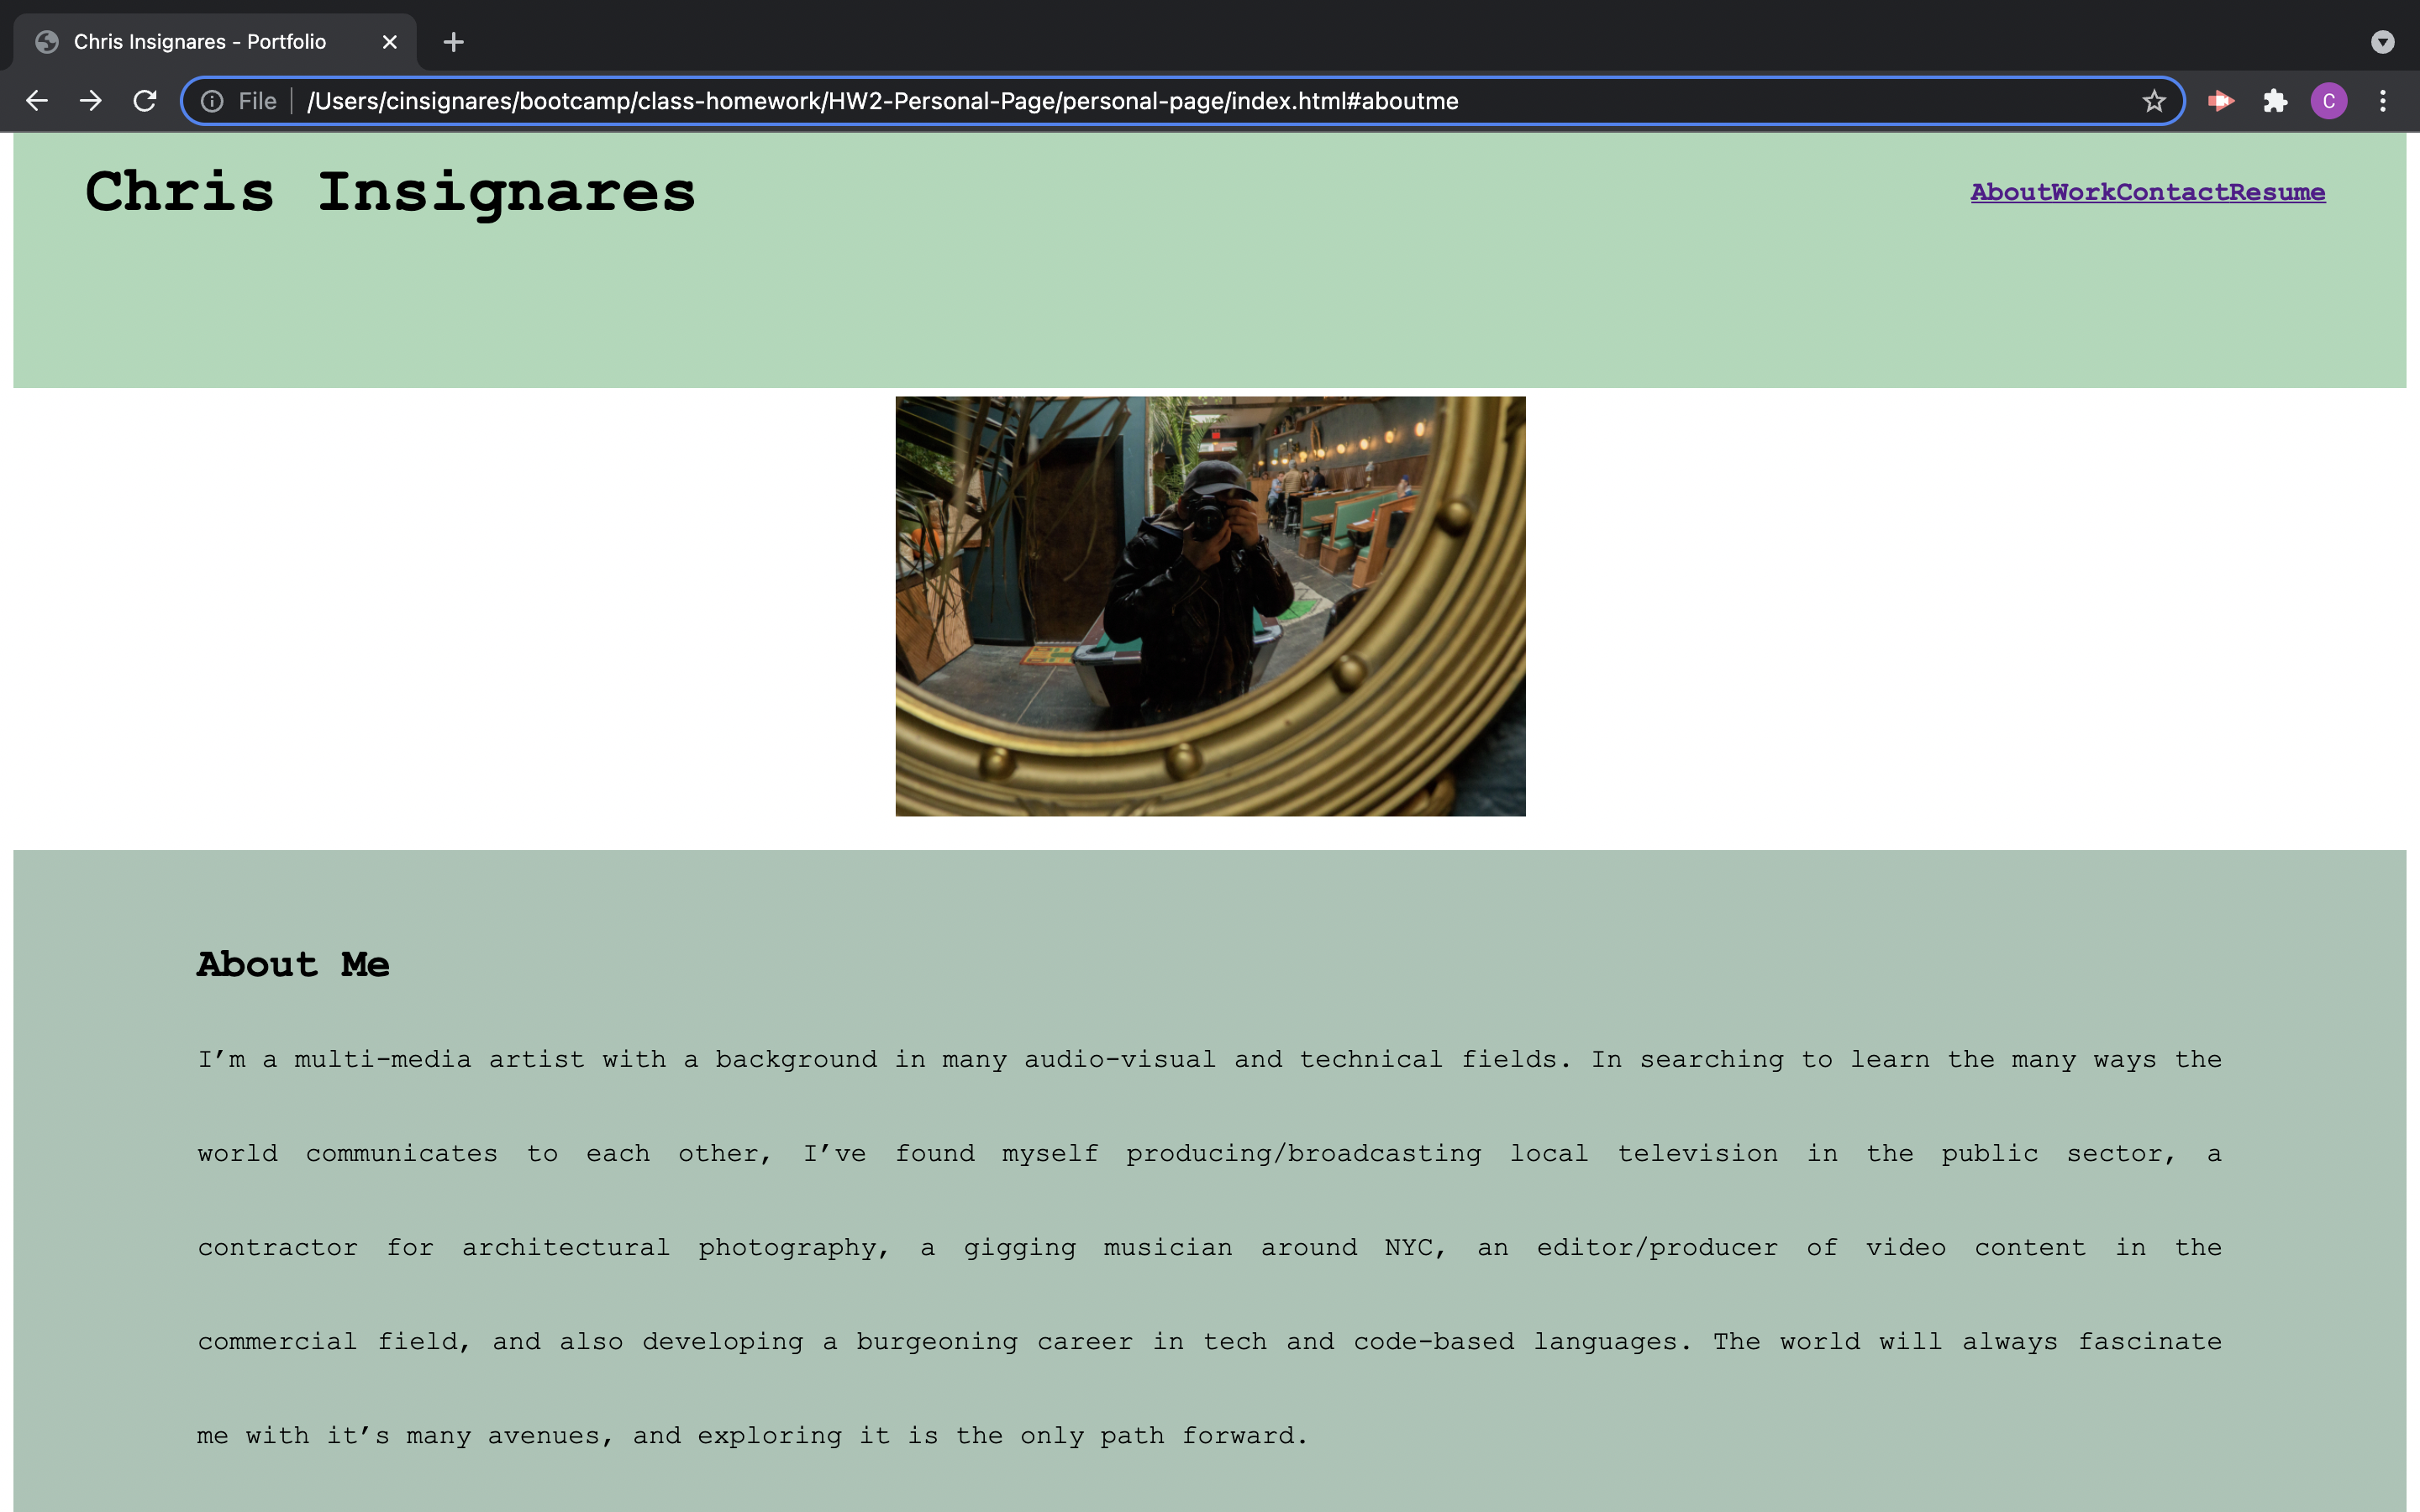 Chris Insignares - Portfolio
File /Users/cinsignares/bootcamp/class-homework/HW2-Personal-Page/personal-page/index.html#aboutme
C
Chris Insignares
AboutWorkContactResume
About Me
I’m a multi-media artist with a background in many audio-visual and technical fields. In searching to learn the many ways the
world communicates to each other, I’ve found myself producing/broadcasting local television in the public sector, a
contractor for architectural photography, a gigging musician around NYC, an editor/producer of video content in the
commercial field, and also developing a burgeoning career in tech and code-based languages. The world will always fascinate
me with it’s many avenues, and exploring it is the only path forward.